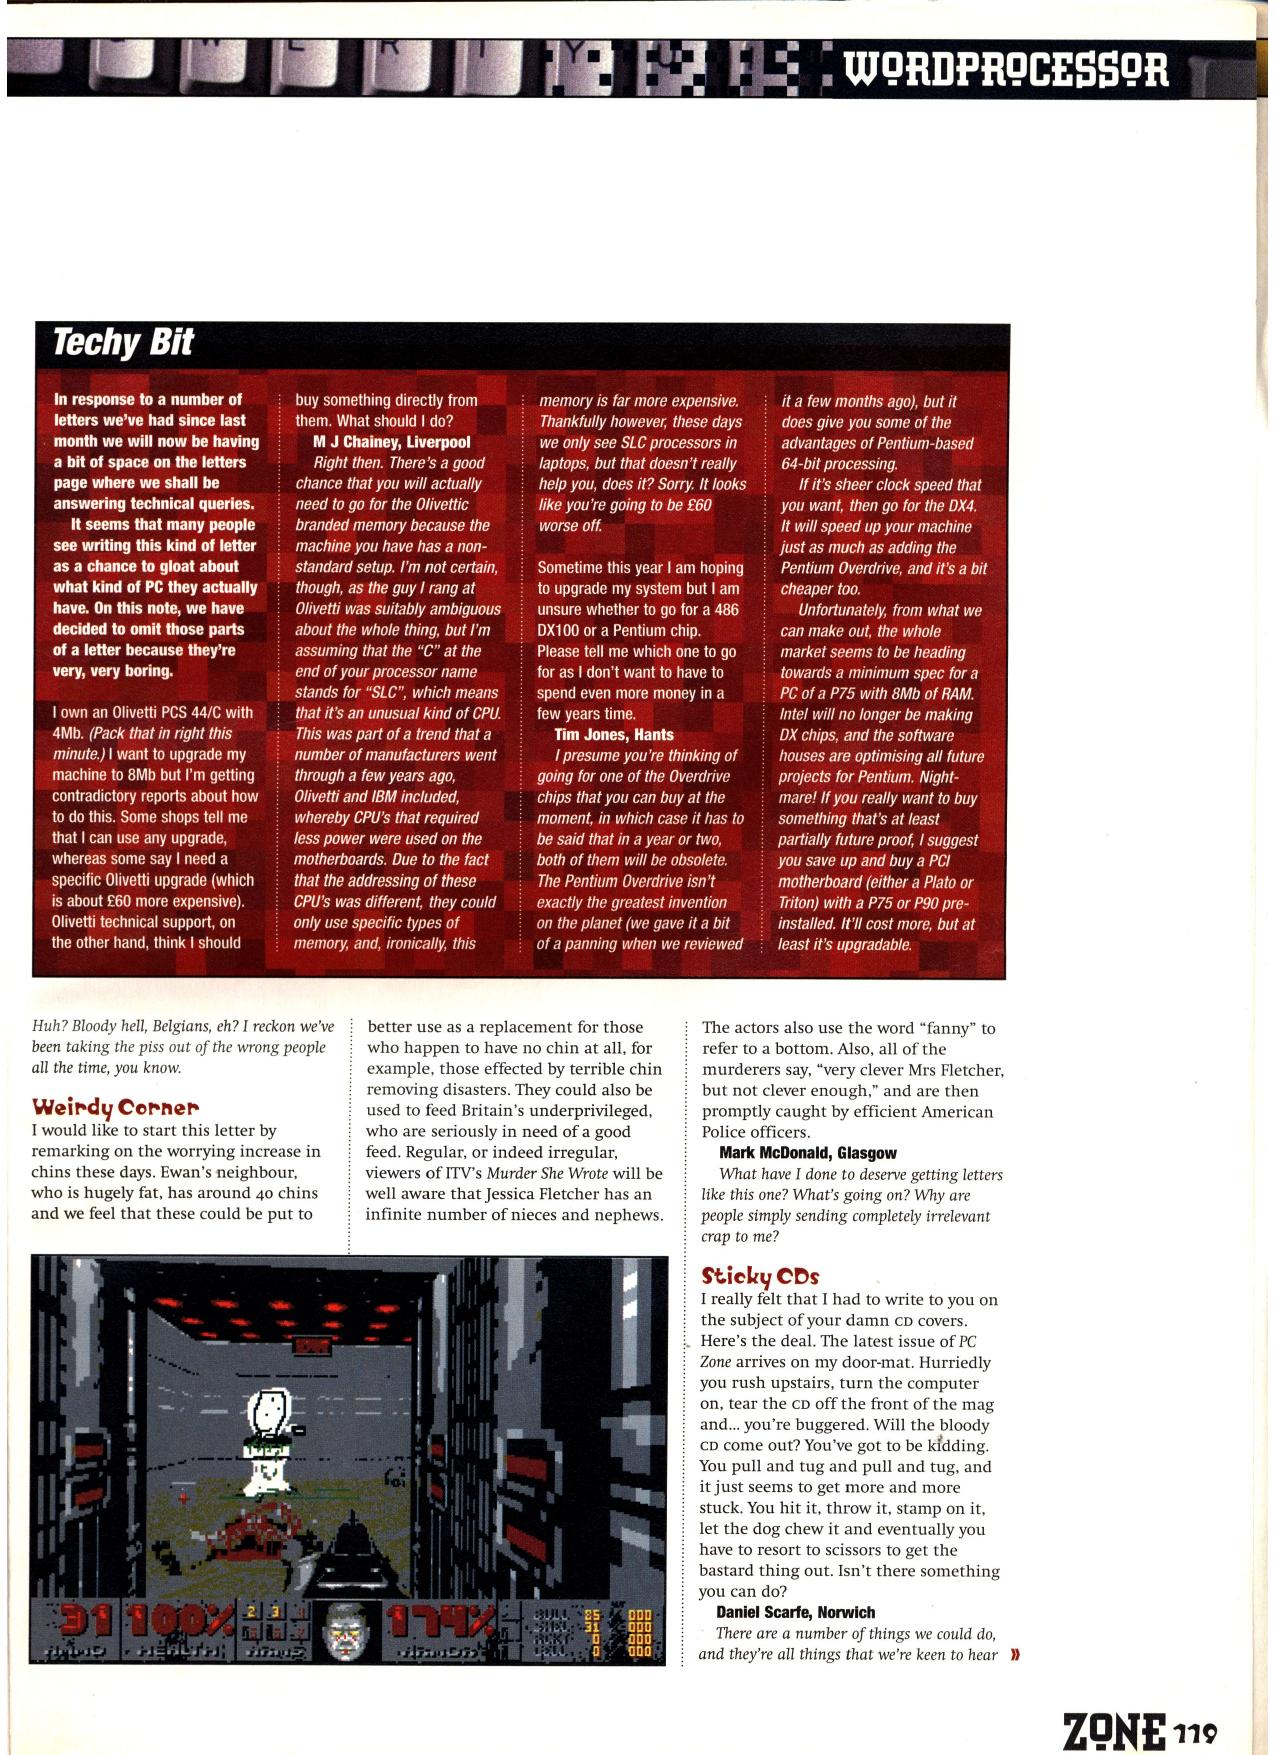 WORDPROCESSOR
Techy Bit
In response to a number of
letters we've had since last
month we will now be having
a bit of space on the letters
page where we shall be
answering technical queries.
It seems that many people
see writing this kind of letter
as a chance to gloat about
what kind of PC they actually
have. On this note, we have
decided to omit those parts
of a letter because they're
very, very boring.
I own an Olivetti PCS 44/C with
4Mb. (Pack that in right this
minute.) I want to upgrade my
machine to 8Mb but I'm getting
contradictory reports about how
to do this. Some shops tell me
that I can use any upgrade,
whereas some say I need a
specific Olivetti upgrade (which
is about £60 more expensive).
Olivetti technical support, on
the other hand, think I should
buy something directly from
them. What should I do?
M J Chainey, Liverpool
Right then. There's a good
chance that you will actually
need to go for the Olivettic
branded memory because the
machine you have has a non-
standard setup. I'm not certain,
though, as the guy I rang at
Olivetti was suitably ambiguous
about the whole thing, but I'm
assuming that the "C" at the
end of your processor name
stands for "SLC", which means
that it's an unusual kind of CPU.
This was part of a trend that a
number of manufacturers went
through a few years ago,
Olivetti and IBM included,
whereby CPU's that required
less power were used on the
motherboards. Due to the fact
that the addressing of these
CPU's was different, they could
only use specific types of
memory, and, ironically, this
memory is far more expensive.
Thankfully however, these days
we only see SLC processors in
laptops, but that doesn't really
help you, does it? Sorry. It looks
like you're going to be £60
worse off.
Sometime this year I am hoping
to upgrade my system but I am
unsure whether to go for a 486
DX100 or a Pentium chip.
Please tell me which one to go
for as I don't want to have to
spend even more money in a
few years time.
Tim Jones, Hants
I presume you're thinking of
going for one of the Overdrive
chips that you can buy at the
moment, in which case it has to
be said that in a year or two,
both of them will be obsolete.
The Pentium Overdrive isn't
exactly the greatest invention
on the planet (we gave it a bit
of a panning when we reviewed
it a few months ago), but it
does give you some of the
advantages of Pentium-based
64-bit processing.
If it's sheer clock speed that
you want, then go for the DX4.
It will speed up your machine
just as much as adding the
Pentium Overdrive, and it's a bit
cheaper too.
Unfortunately, from what we
can make out, the whole
market seems to be heading
towards a minimum spec for a
PC of a P75 with 8Mb of RAM.
Intel will no longer be making
DX chips, and the software
houses are optimising all future
projects for Pentium. Night-
mare! If you really want to buy
something that's at least
partially future proof, I suggest
you save up and buy a PCI
motherboard (either a Plato or
Triton) with a P75 or P90 pre-
installed. It'll cost more, but at
least it's upgradable.
Huh? Bloody hell, Belgians, eh? I reckon we've
been taking the piss out of the wrong people
all the time, you know.
Weirdy Corner
I would like to start this letter by
remarking on the worrying increase in
chins these days. Ewan's neighbour,
who is hugely fat, has around 40 chins
and we feel that these could be put to
better use as a replacement for those
who happen to have no chin at all, for
example, those effected by terrible chin
removing disasters. They could also be
used to feed Britain's underprivileged,
who are seriously in need of a good
feed. Regular, or indeed irregular,
viewers of ITV's Murder She Wrote will be
well aware that Jessica Fletcher has an
infinite number of nieces and nephews.
The actors also use the word "fanny" to
refer to a bottom. Also, all of the
murderers say, "very clever Mrs Fletcher,
but not clever enough," and are then
promptly caught by efficient American
Police officers.
Mark McDonald, Glasgow
What have I done to deserve getting letters
like this one? What's going on? Why are
people simply sending completely irrelevant
crap to me?
Sticky CDs
I really felt that I had to write to you on
the subject of your damn CD covers.
Here's the deal. The latest issue of PC
Zone arrives on my door-mat. Hurriedly
you rush upstairs, turn the computer
on, tear the CD off the front of the mag
and... you're buggered. Will the bloody
CD come out? You've got to be kidding.
You pull and tug and pull and tug, and
it just seems to get more and more
stuck. You hit it, throw it, stamp on it,
let the dog chew it and eventually you
have to resort to scissors to get the
bastard thing out. Isn't there something
you can do?
Daniel Scarfe, Norwich
There are a number of things we could do,
and they're all things that we're keen to hear »
31 100% 2 3 174%
ZONE 119